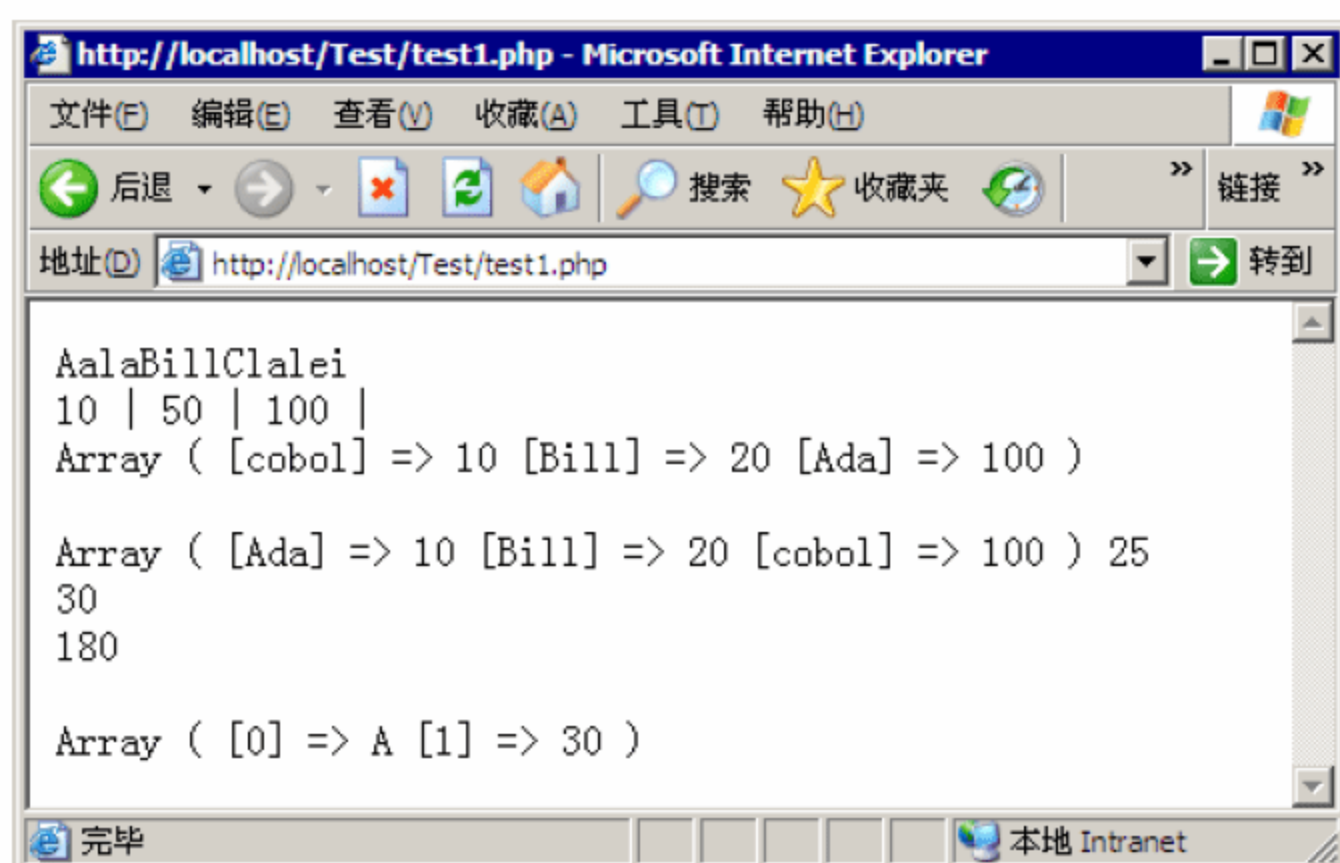 http://localhost/Test/test1.php - Microsoft Internet Explorer
文件(F) 编辑(E) 查看(V) 收藏(A) 工具(T) 帮助(H)
后退 搜索 收藏夹 » 链接 »
地址(D) http://localhost/Test/test1.php 转到
AalaBillClalei
10 | 50 | 100 |
Array ( [cobol] => 10 [Bill] => 20 [Ada] => 100 )
Array ( [Ada] => 10 [Bill] => 20 [cobol] => 100 ) 25
30
180
Array ( [0] => A [1] => 30 )
完毕 本地 Intranet